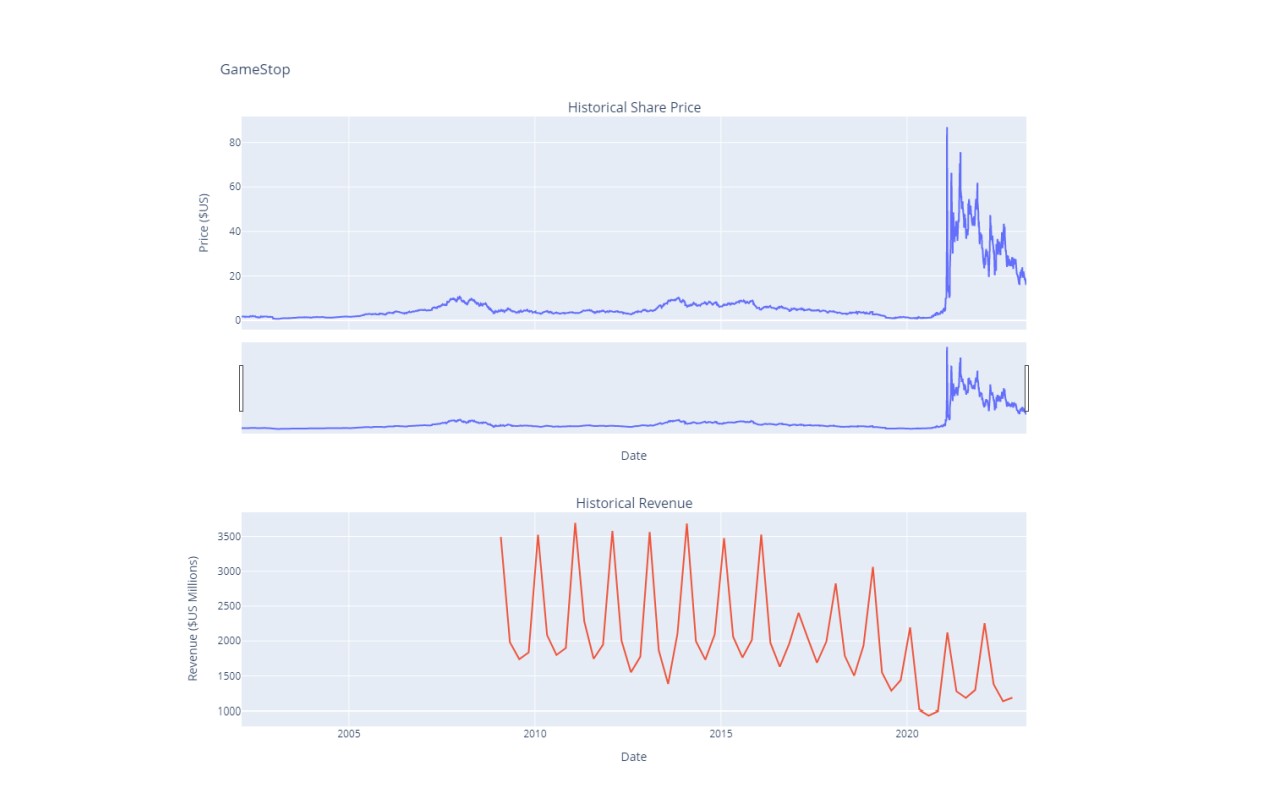 GameStop
Historical Share Price
80
60
40
20
0
Price ($US)
Date
Historical Revenue
3500
3000
2500
2000
1500
1000
Revenue ($US Millions)
2005 2010 2015 2020
Date